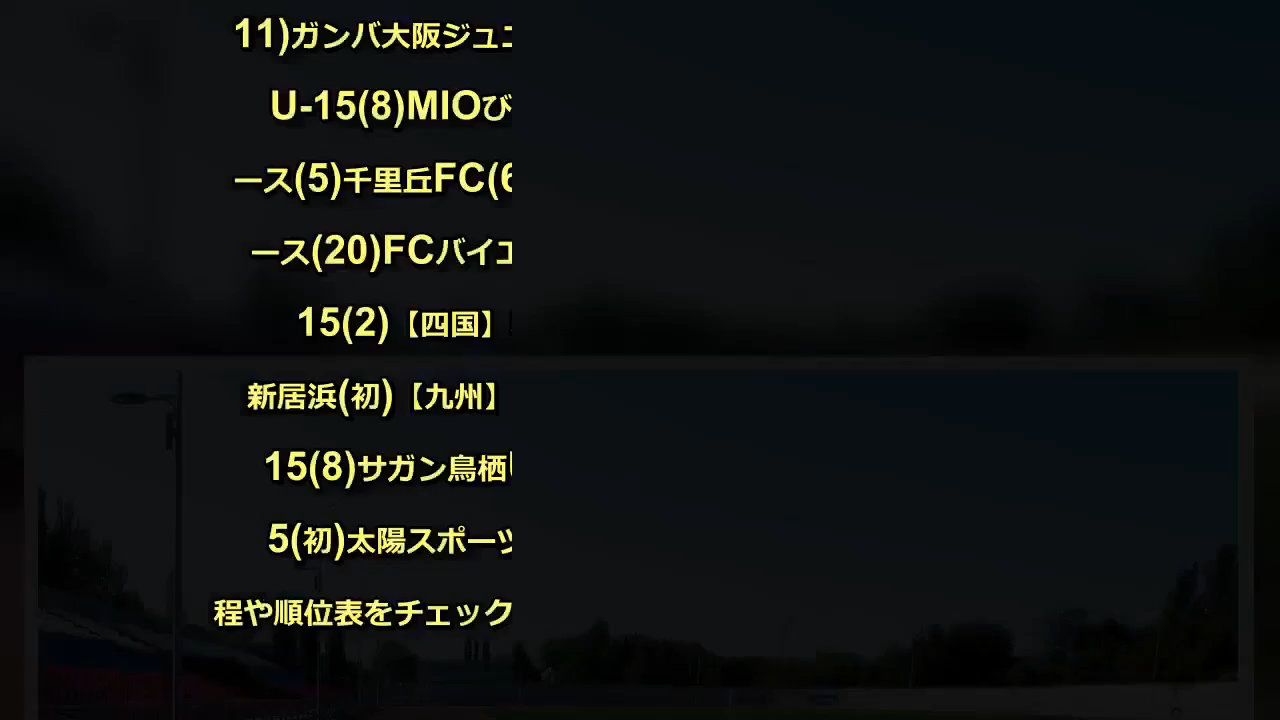 11)ガンバ大阪ジュ
U-15(8)MIOび
ース(5)千里丘FC(6
ース(20)FCバイエ
15(2)【四国】
新居浜(初)【九州】
15(8)サガン鳥栖
5(初)太陽スポーツ
程や順位表をチェック